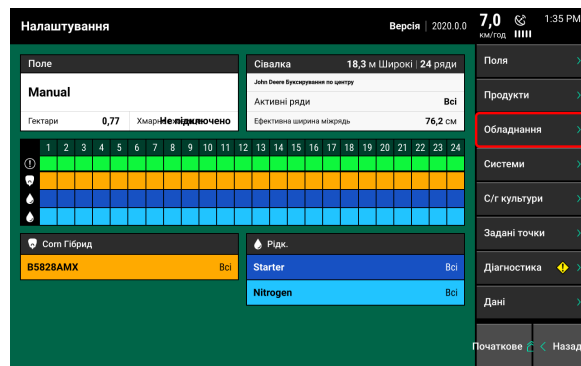 Налаштування
Версія | 2020.0.0
7,0
км/год
1:35 PM
Поле
Manual
Гектари 0,77 Хмарне Не підключено
Сівалка 18,3 м Широкі | 24 ряди
John Deere Буксирування по центру
Активні ряди Всі
Ефективна ширина міжрядь 76,2 см
1 2 3 4 5 6 7 8 9 10 11 12 13 14 15 16 17 18 19 20 21 22 23 24
Corn Гібрид
B5828AMX Всі
Рідк.
Starter Всі
Nitrogen Всі
Поля
Продукти
Обладнання
Системи
С/г культури
Задані точки
Діагностика
Дані
Початкове
Назад